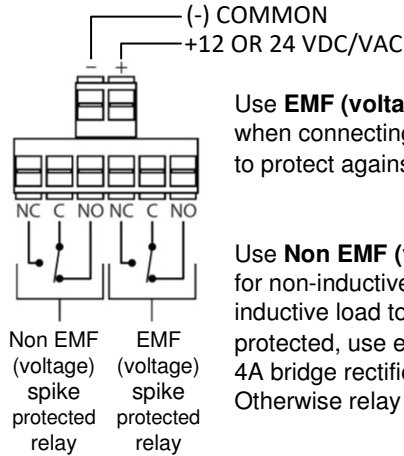 (-) COMMON
+12 OR 24 VDC/VAC
- +
Use EMF (volta
when connecting
to protect against
NC C NO NC C NO
Use Non EMF (v
for non-inductive
inductive load to
protected, use e
4A bridge rectifie
Otherwise relay
Non EMF
(voltage)
spike
protected
relay
EMF
(voltage)
spike
protected
relay